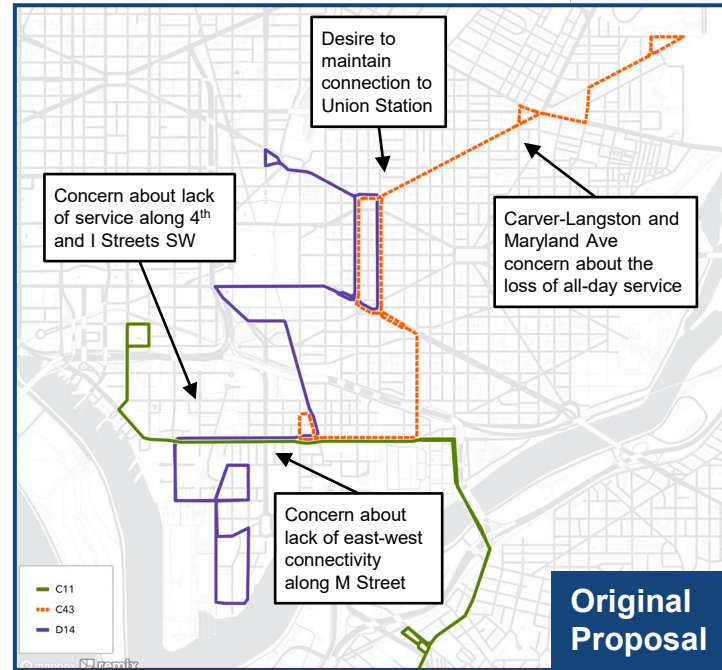 Desire to
maintain
connection to
Union Station
Concern about lack
of service along 4th
and I Streets SW
Carver-Langston and
Maryland Ave
concern about the
loss of all-day service
Concern about
lack of east-west
connectivity
along M Street
C11
C43
D14
Original
Proposal
remix